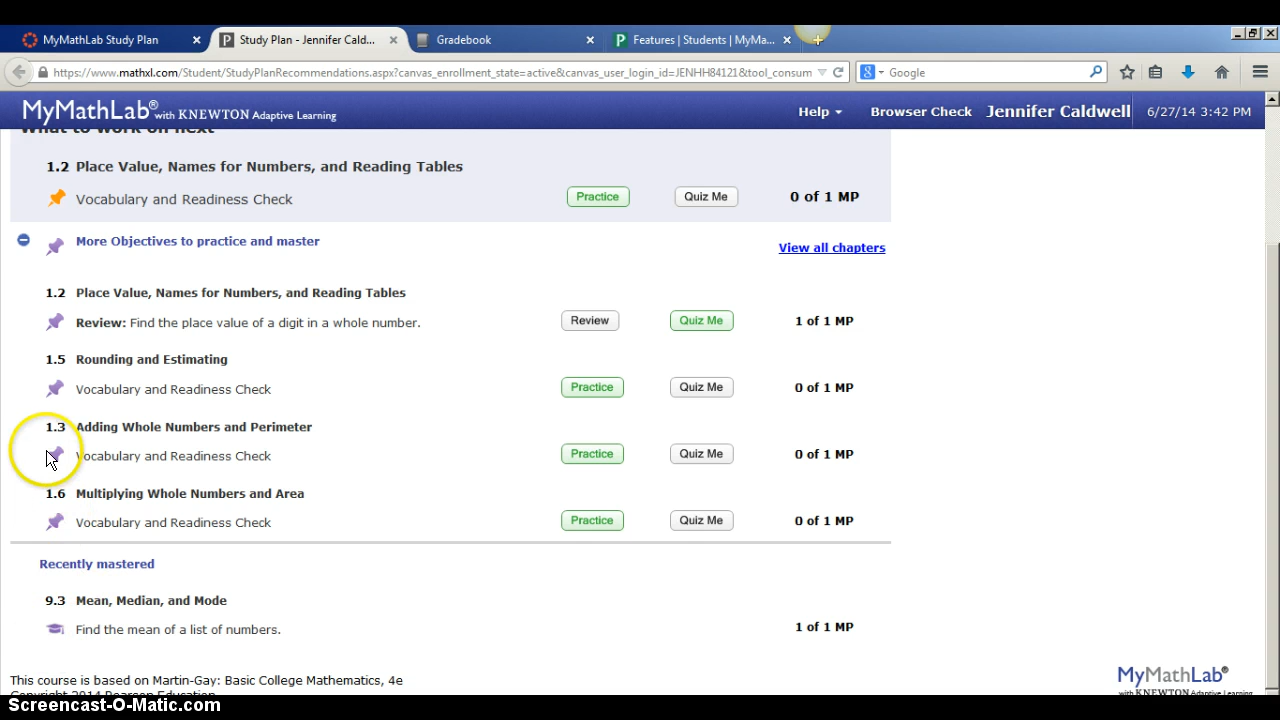 MyMathLab Study Plan
Study Plan - Jennifer Cald...
Gradebook
Features | Students | MyMa...
https://www.mathxl.com/Student/StudyPlanRecommendations.aspx?canvas_enrollment_state=active&canvas_user_login_id=JENHH84121&tool_consum
Google
MyMathLab® with KNEWTON Adaptive Learning
Help
Browser Check
Jennifer Caldwell
6/27/14 3:42 PM
What to work on next
1.2 Place Value, Names for Numbers, and Reading Tables
Vocabulary and Readiness Check Practice Quiz Me 0 of 1 MP
More Objectives to practice and master
View all chapters
1.2 Place Value, Names for Numbers, and Reading Tables
Review: Find the place value of a digit in a whole number. Review Quiz Me 1 of 1 MP
1.5 Rounding and Estimating
Vocabulary and Readiness Check Practice Quiz Me 0 of 1 MP
1.3 Adding Whole Numbers and Perimeter
Vocabulary and Readiness Check Practice Quiz Me 0 of 1 MP
1.6 Multiplying Whole Numbers and Area
Vocabulary and Readiness Check Practice Quiz Me 0 of 1 MP
Recently mastered
9.3 Mean, Median, and Mode
Find the mean of a list of numbers. 1 of 1 MP
This course is based on Martin-Gay: Basic College Mathematics, 4e
Copyright 2014 Pearson Education
MyMathLab®
with KNEWTON Adaptive Learning
Screencast-O-Matic.com